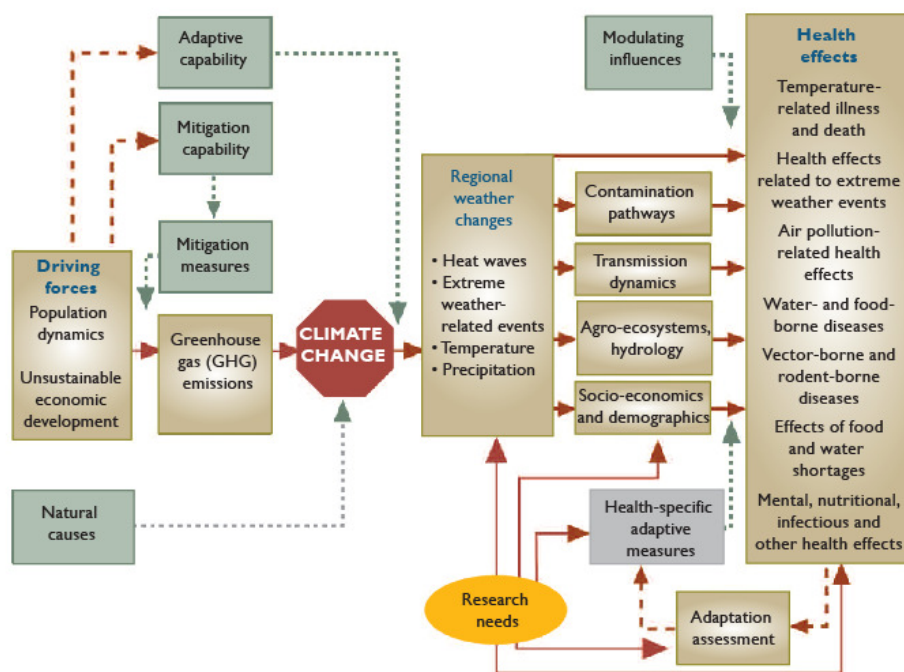 Adaptive
capability
Mitigation
capability
Mitigation
measures
Driving
forces
Population
dynamics
Unsustainable
economic
development
Greenhouse
gas (GHG)
emissions
CLIMATE
CHANGE
Natural
causes
Regional
weather
changes
• Heat waves
• Extreme
weather-
related events
• Temperature
• Precipitation
Modulating
influences
Contamination
pathways
Transmission
dynamics
Agro-ecosystems,
hydrology
Socio-economics
and demographics
Health-specific
adaptive
measures
Research
needs
Adaptation
assessment
Health
effects
Temperature-
related illness
and death
Health effects
related to extreme
weather events
Air pollution-
related health
effects
Water- and food-
borne diseases
Vector-borne and
rodent-borne
diseases
Effects of food
and water
shortages
Mental, nutritional,
infectious and
other health effects